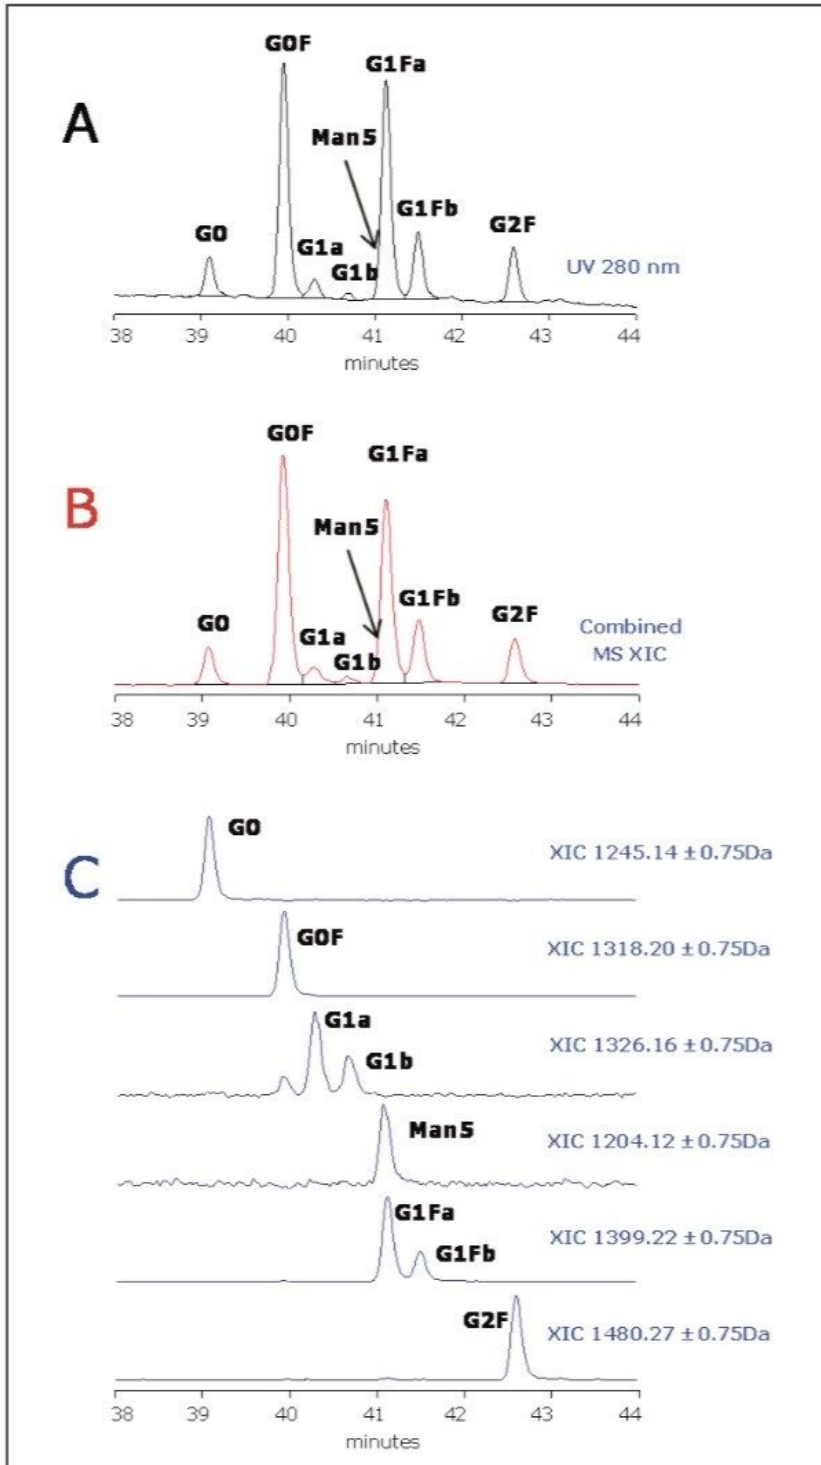 A
G0F
G1Fa
Man5
G1Fb
G0
G1a
G1b
G2F
UV 280 nm
38 39 40 41 42 43 44
minutes
B
G0F
G1Fa
Man5
G1Fb
G0
G1a
G1b
G2F
Combined
MS XIC
38 39 40 41 42 43 44
minutes
C
G0
XIC 1245.14 ± 0.75Da
G0F
XIC 1318.20 ± 0.75Da
G1a
G1b
XIC 1326.16 ± 0.75Da
Man5
XIC 1204.12 ± 0.75Da
G1Fa
G1Fb
XIC 1399.22 ± 0.75Da
G2F
XIC 1480.27 ± 0.75Da
38 39 40 41 42 43 44
minutes